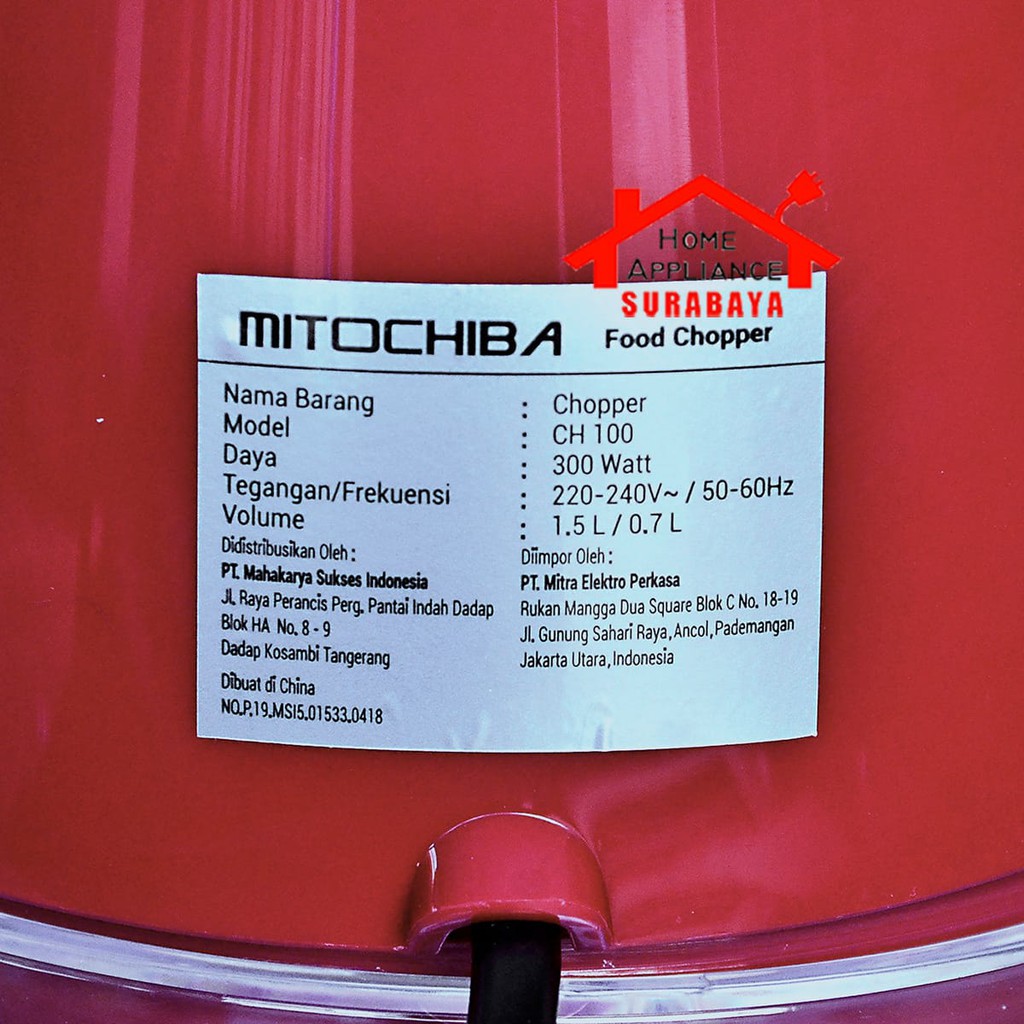 HOME
APPLIANCE
SURABAYA
MITOCHIBA Food Chopper
Nama Barang : Chopper
Model : CH 100
Daya : 300 Watt
Tegangan/Frekuensi : 220-240V~ / 50-60Hz
Volume : 1.5 L / 0.7 L
Didistribusikan Oleh :
PT. Mahakarya Sukses Indonesia
Jl. Raya Perancis Perg. Pantai Indah Dadap
Blok HA No. 8 - 9
Dadap Kosambi Tangerang
Dibuat di China
NO.P.19.MSI5.01533.0418
Diimpor Oleh :
PT. Mitra Elektro Perkasa
Rukan Mangga Dua Square Blok C No. 18-19
Jl. Gunung Sahari Raya, Ancol, Pademangan
Jakarta Utara, Indonesia